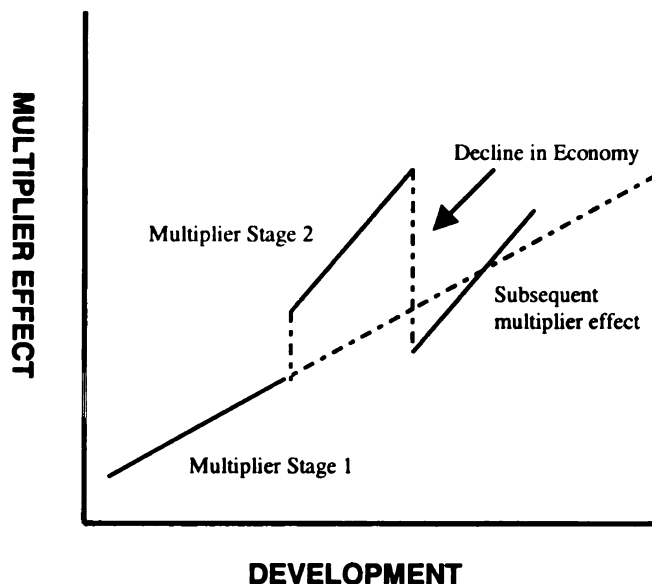 MULTIPLIER EFFECT
Decline in Economy
Multiplier Stage 2
Subsequent
multiplier effect
Multiplier Stage 1
DEVELOPMENT